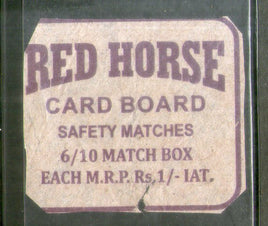 RED HORSE
CARD BOARD
SAFETY MATCHES
6/10 MATCH BOX
EACH M.R.P. Rs,1/- IAT.